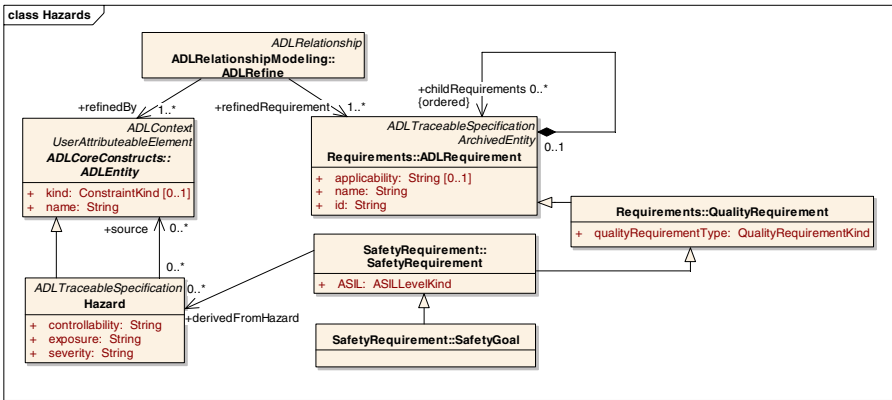 class Hazards
ADLRelationship
ADLRelationshipModeling::
ADLRefine
+refinedBy
1..*
+refinedRequirement
1..*
+childRequirements 0..*
{ordered}
ADLContext
UserAttributeableElement
ADLCoreConstructs::
ADLEntity
+ kind: ConstraintKind [0..1]
+ name: String
ADLTraceableSpecification
ArchivedEntity
Requirements::ADLRequirement
+ applicability: String [0..1]
+ name: String
+ id: String
0..1
Requirements::QualityRequirement
+ qualityRequirementType: QualityRequirementKind
+source
0..*
0..*
SafetyRequirement::
SafetyRequirement
+ ASIL: ASILLevelKind
ADLTraceableSpecification
Hazard
+ controllability: String
+ exposure: String
+ severity: String
0..*
+derivedFromHazard
SafetyRequirement::SafetyGoal